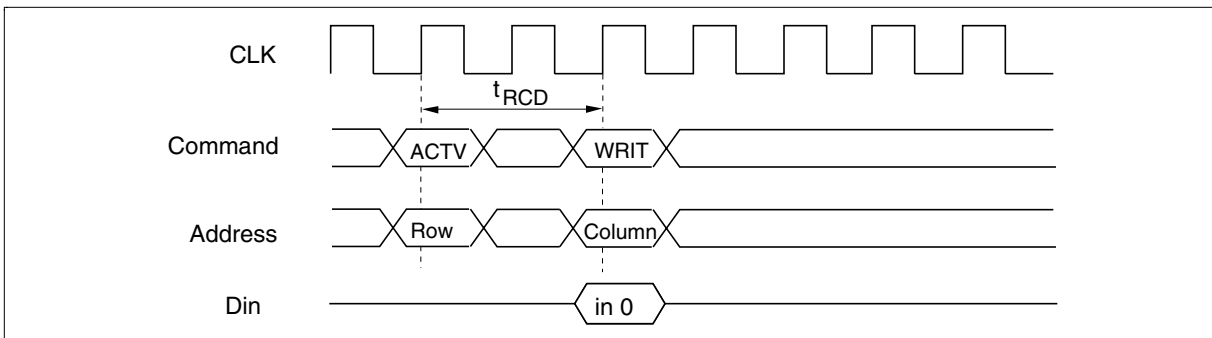 CLK
tRCD
Command ACTV WRIT
Address Row Column
Din in 0